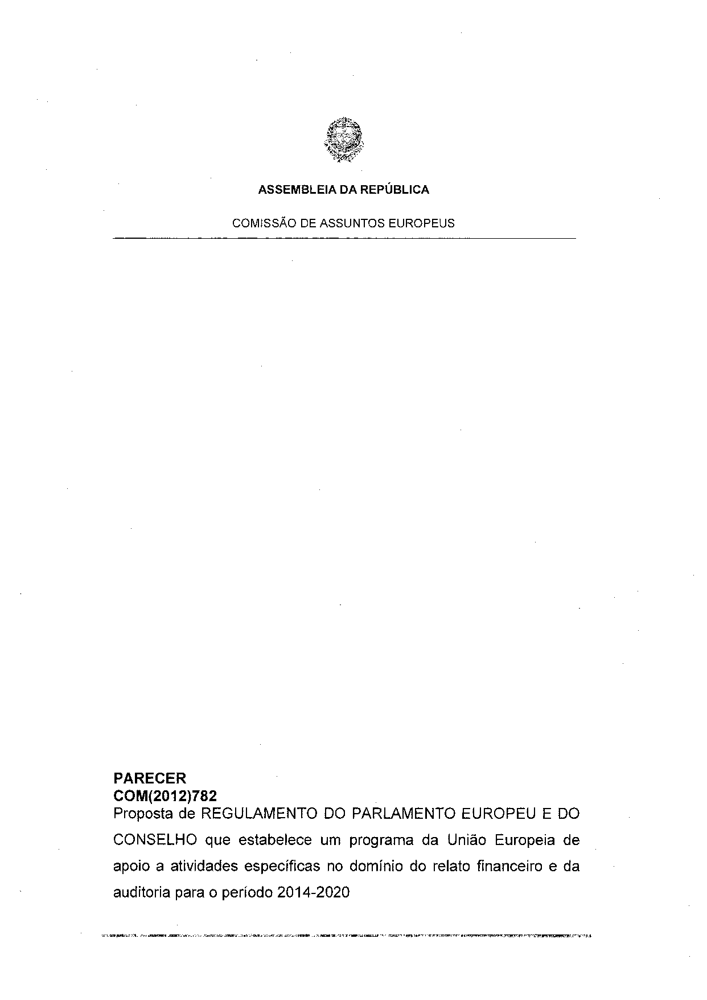 ASSEMBLEIA DA REPÚBLICA
COMISSÃO DE ASSUNTOS EUROPEUS
PARECER
COM(2012)782
Proposta de REGULAMENTO DO PARLAMENTO EUROPEU E DO
CONSELHO que estabelece um programa da União Europeia de
apoio a atividades específicas no domínio do relato financeiro e da
auditoria para o período 2014-2020